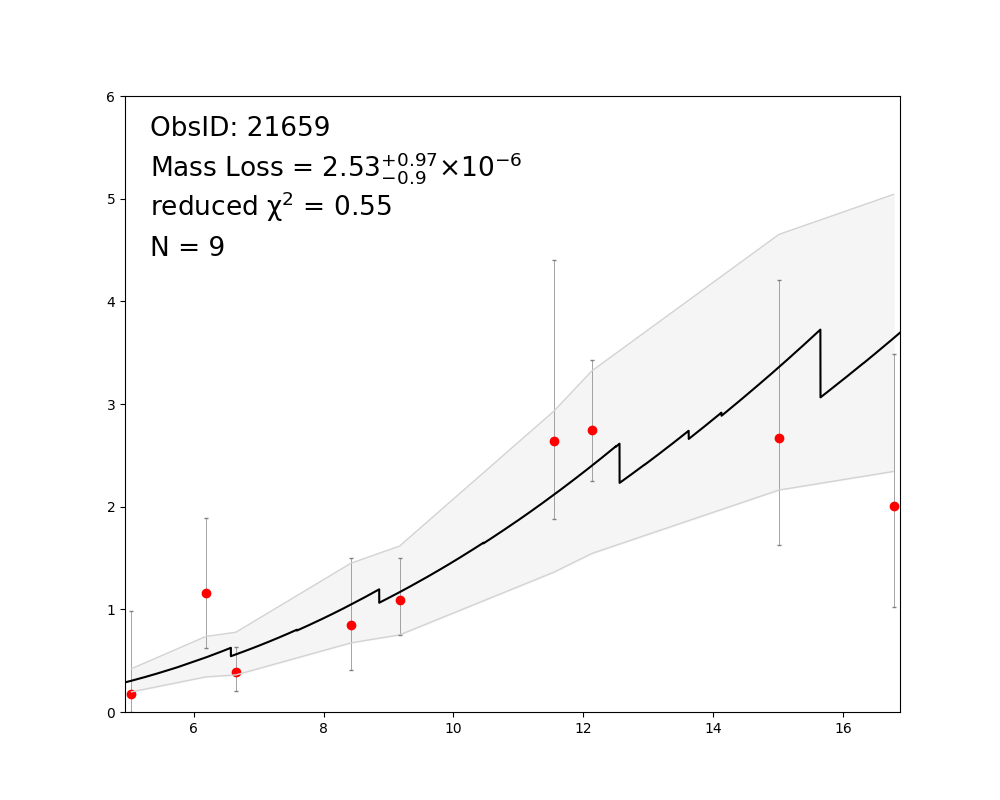 ObsID: 21659
Mass Loss = 2.53$^{+0.97}_{-0.9}$×10$^{-6}$
reduced χ² = 0.55
N = 9
6
5
4
3
2
1
0
6 8 10 12 14 16